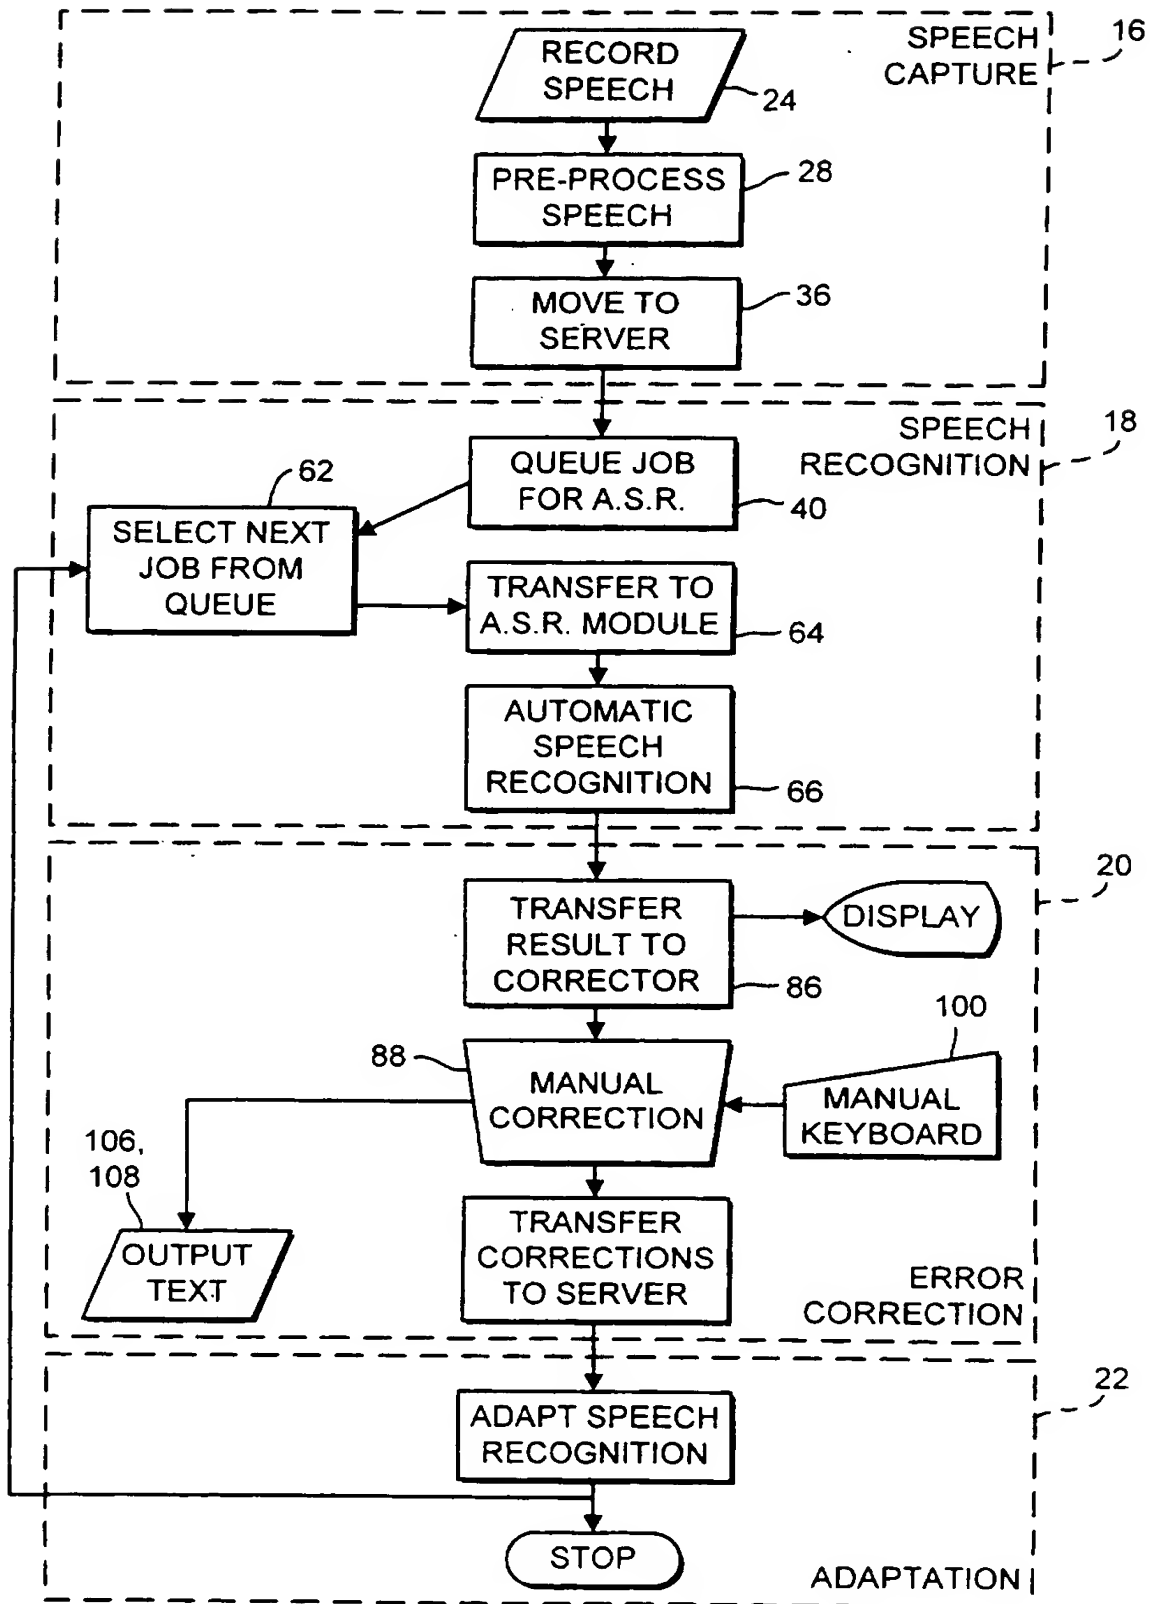 SPEECH
CAPTURE
16
RECORD
SPEECH
24
PRE-PROCESS
SPEECH
28
MOVE TO
SERVER
36
SPEECH
RECOGNITION
18
QUEUE JOB
FOR A.S.R.
40
62
SELECT NEXT
JOB FROM
QUEUE
TRANSFER TO
A.S.R. MODULE
64
AUTOMATIC
SPEECH
RECOGNITION
66
20
TRANSFER
RESULT TO
CORRECTOR
86
DISPLAY
100
88
MANUAL
CORRECTION
MANUAL
KEYBOARD
106,
108
OUTPUT
TEXT
TRANSFER
CORRECTIONS
TO SERVER
ERROR
CORRECTION
22
ADAPT SPEECH
RECOGNITION
STOP
ADAPTATION